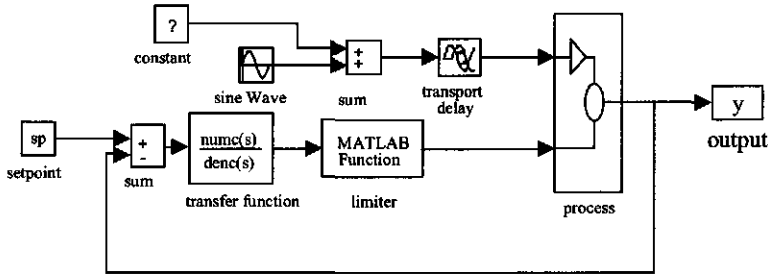 ?
constant
sine Wave
+
+
sum
transport
delay
sp
setpoint
+
-
sum
numc(s)
denc(s)
transfer function
MATLAB
Function
limiter
process
y
output